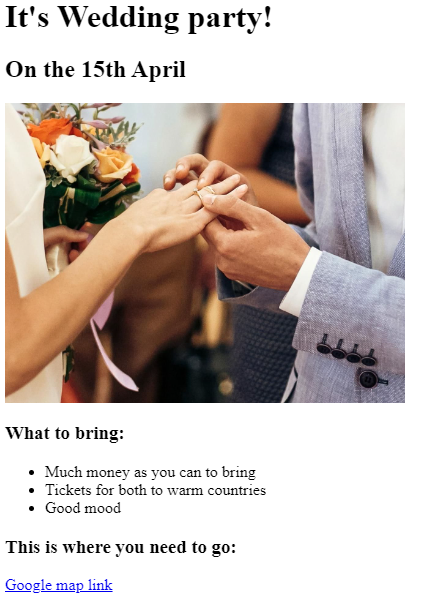 It's Wedding party!
On the 15th April
What to bring:
Much money as you can to bring
Tickets for both to warm countries
Good mood
This is where you need to go:
Google map link